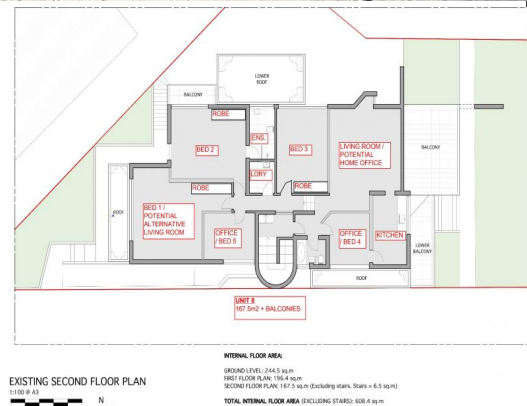 LOWER
ROOF
BALCONY
ROBE
ENS.
BED 2
BED 3
LIVING ROOM /
POTENTIAL
HOME OFFICE
BALCONY
LDRY
ROBE
ROBE
BED 1 /
POTENTIAL
ALTERNATIVE
LIVING ROOM
ROOF
OFFICE
/ BED 5
OFFICE
/ BED 4
KITCHEN
LOWER
BALCONY
ROOF
UNIT 8
167.5m2 + BALCONIES
INTERNAL FLOOR AREA:
GROUND LEVEL: 244.5 sq.m
FIRST FLOOR PLAN: 196.4 sq.m
SECOND FLOOR PLAN: 167.5 sq.m (Excluding stairs. Stairs = 6.5 sq.m)
TOTAL INTERNAL FLOOR AREA (EXCLUDING STAIRS): 608.4 sq.m
EXISTING SECOND FLOOR PLAN
1:100 @ A3
N